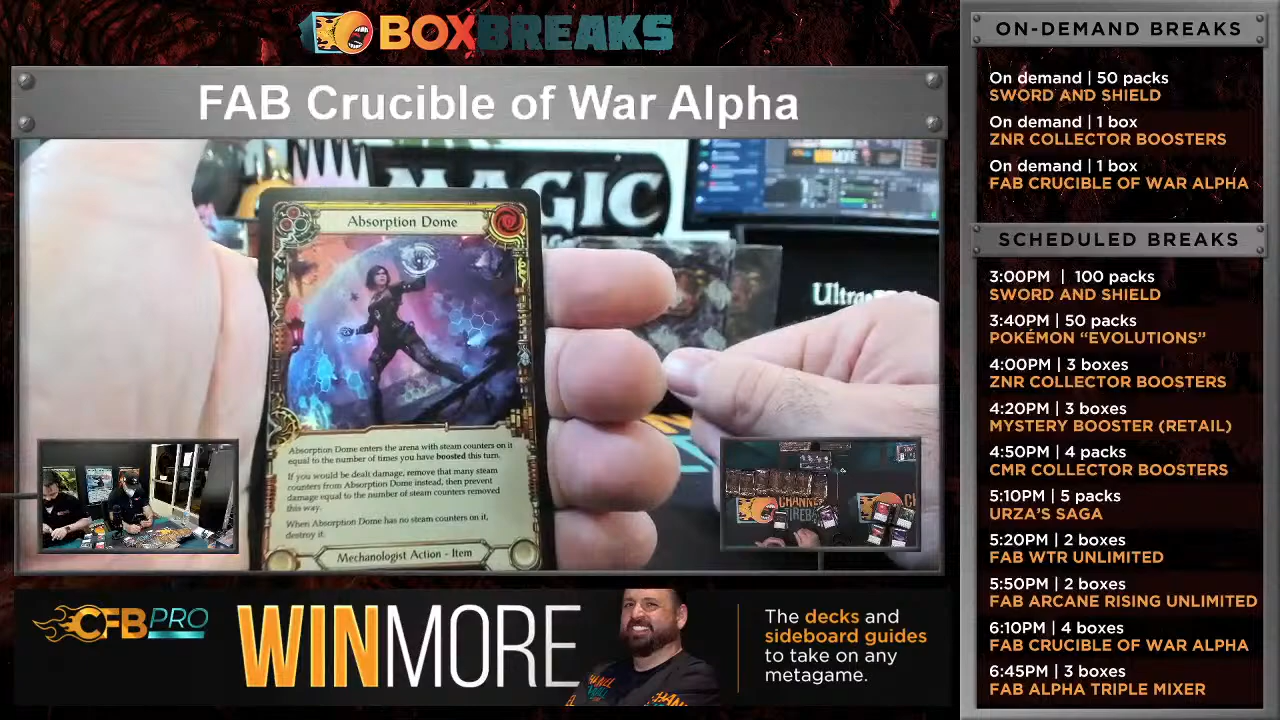 BOXBREAKS
FAB Crucible of War Alpha
MAGIC
Absorption Dome
Absorption Dome enters the arena with steam counters on it
equal to the number of times you have boosted this turn.
If you would be dealt damage, remove that many steam
counters from Absorption Dome instead, then prevent
damage equal to the number of steam counters removed
this way.
When Absorption Dome has no steam counters on it,
destroy it.
Mechanologist Action - Item
CFBPRO
WINMORE
The decks and
sideboard guides
to take on any
metagame.
ON-DEMAND BREAKS
On demand | 50 packs
SWORD AND SHIELD
On demand | 1 box
ZNR COLLECTOR BOOSTERS
On demand | 1 box
FAB CRUCIBLE OF WAR ALPHA
SCHEDULED BREAKS
3:00PM | 100 packs
SWORD AND SHIELD
3:40PM | 50 packs
POKÉMON “EVOLUTIONS”
4:00PM | 3 boxes
ZNR COLLECTOR BOOSTERS
4:20PM | 3 boxes
MYSTERY BOOSTER (RETAIL)
4:50PM | 4 packs
CMR COLLECTOR BOOSTERS
5:10PM | 5 packs
URZA’S SAGA
5:20PM | 2 boxes
FAB WTR UNLIMITED
5:50PM | 2 boxes
FAB ARCANE RISING UNLIMITED
6:10PM | 4 boxes
FAB CRUCIBLE OF WAR ALPHA
6:45PM | 3 boxes
FAB ALPHA TRIPLE MIXER